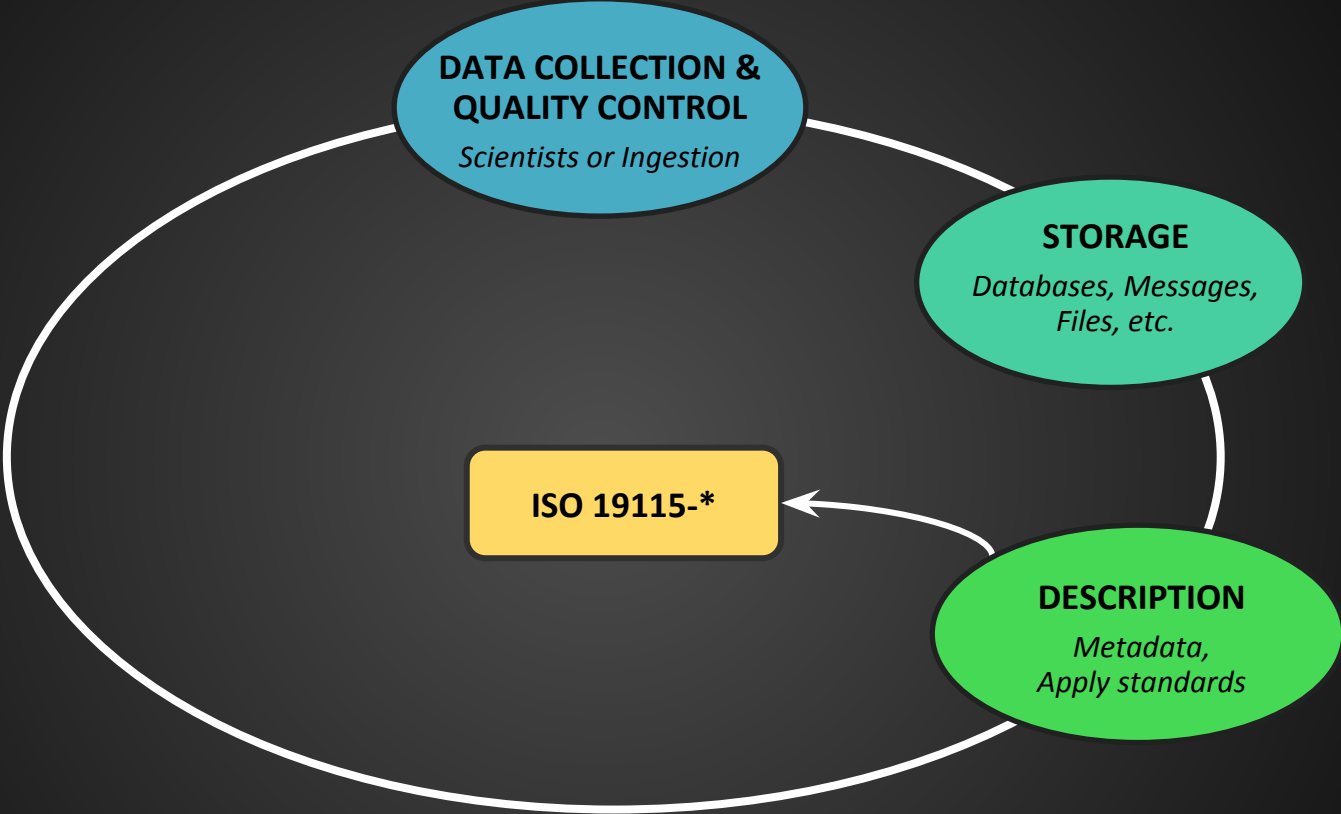 DATA COLLECTION &
QUALITY CONTROL
Scientists or Ingestion
STORAGE
Databases, Messages,
Files, etc.
ISO 19115-*
DESCRIPTION
Metadata,
Apply standards